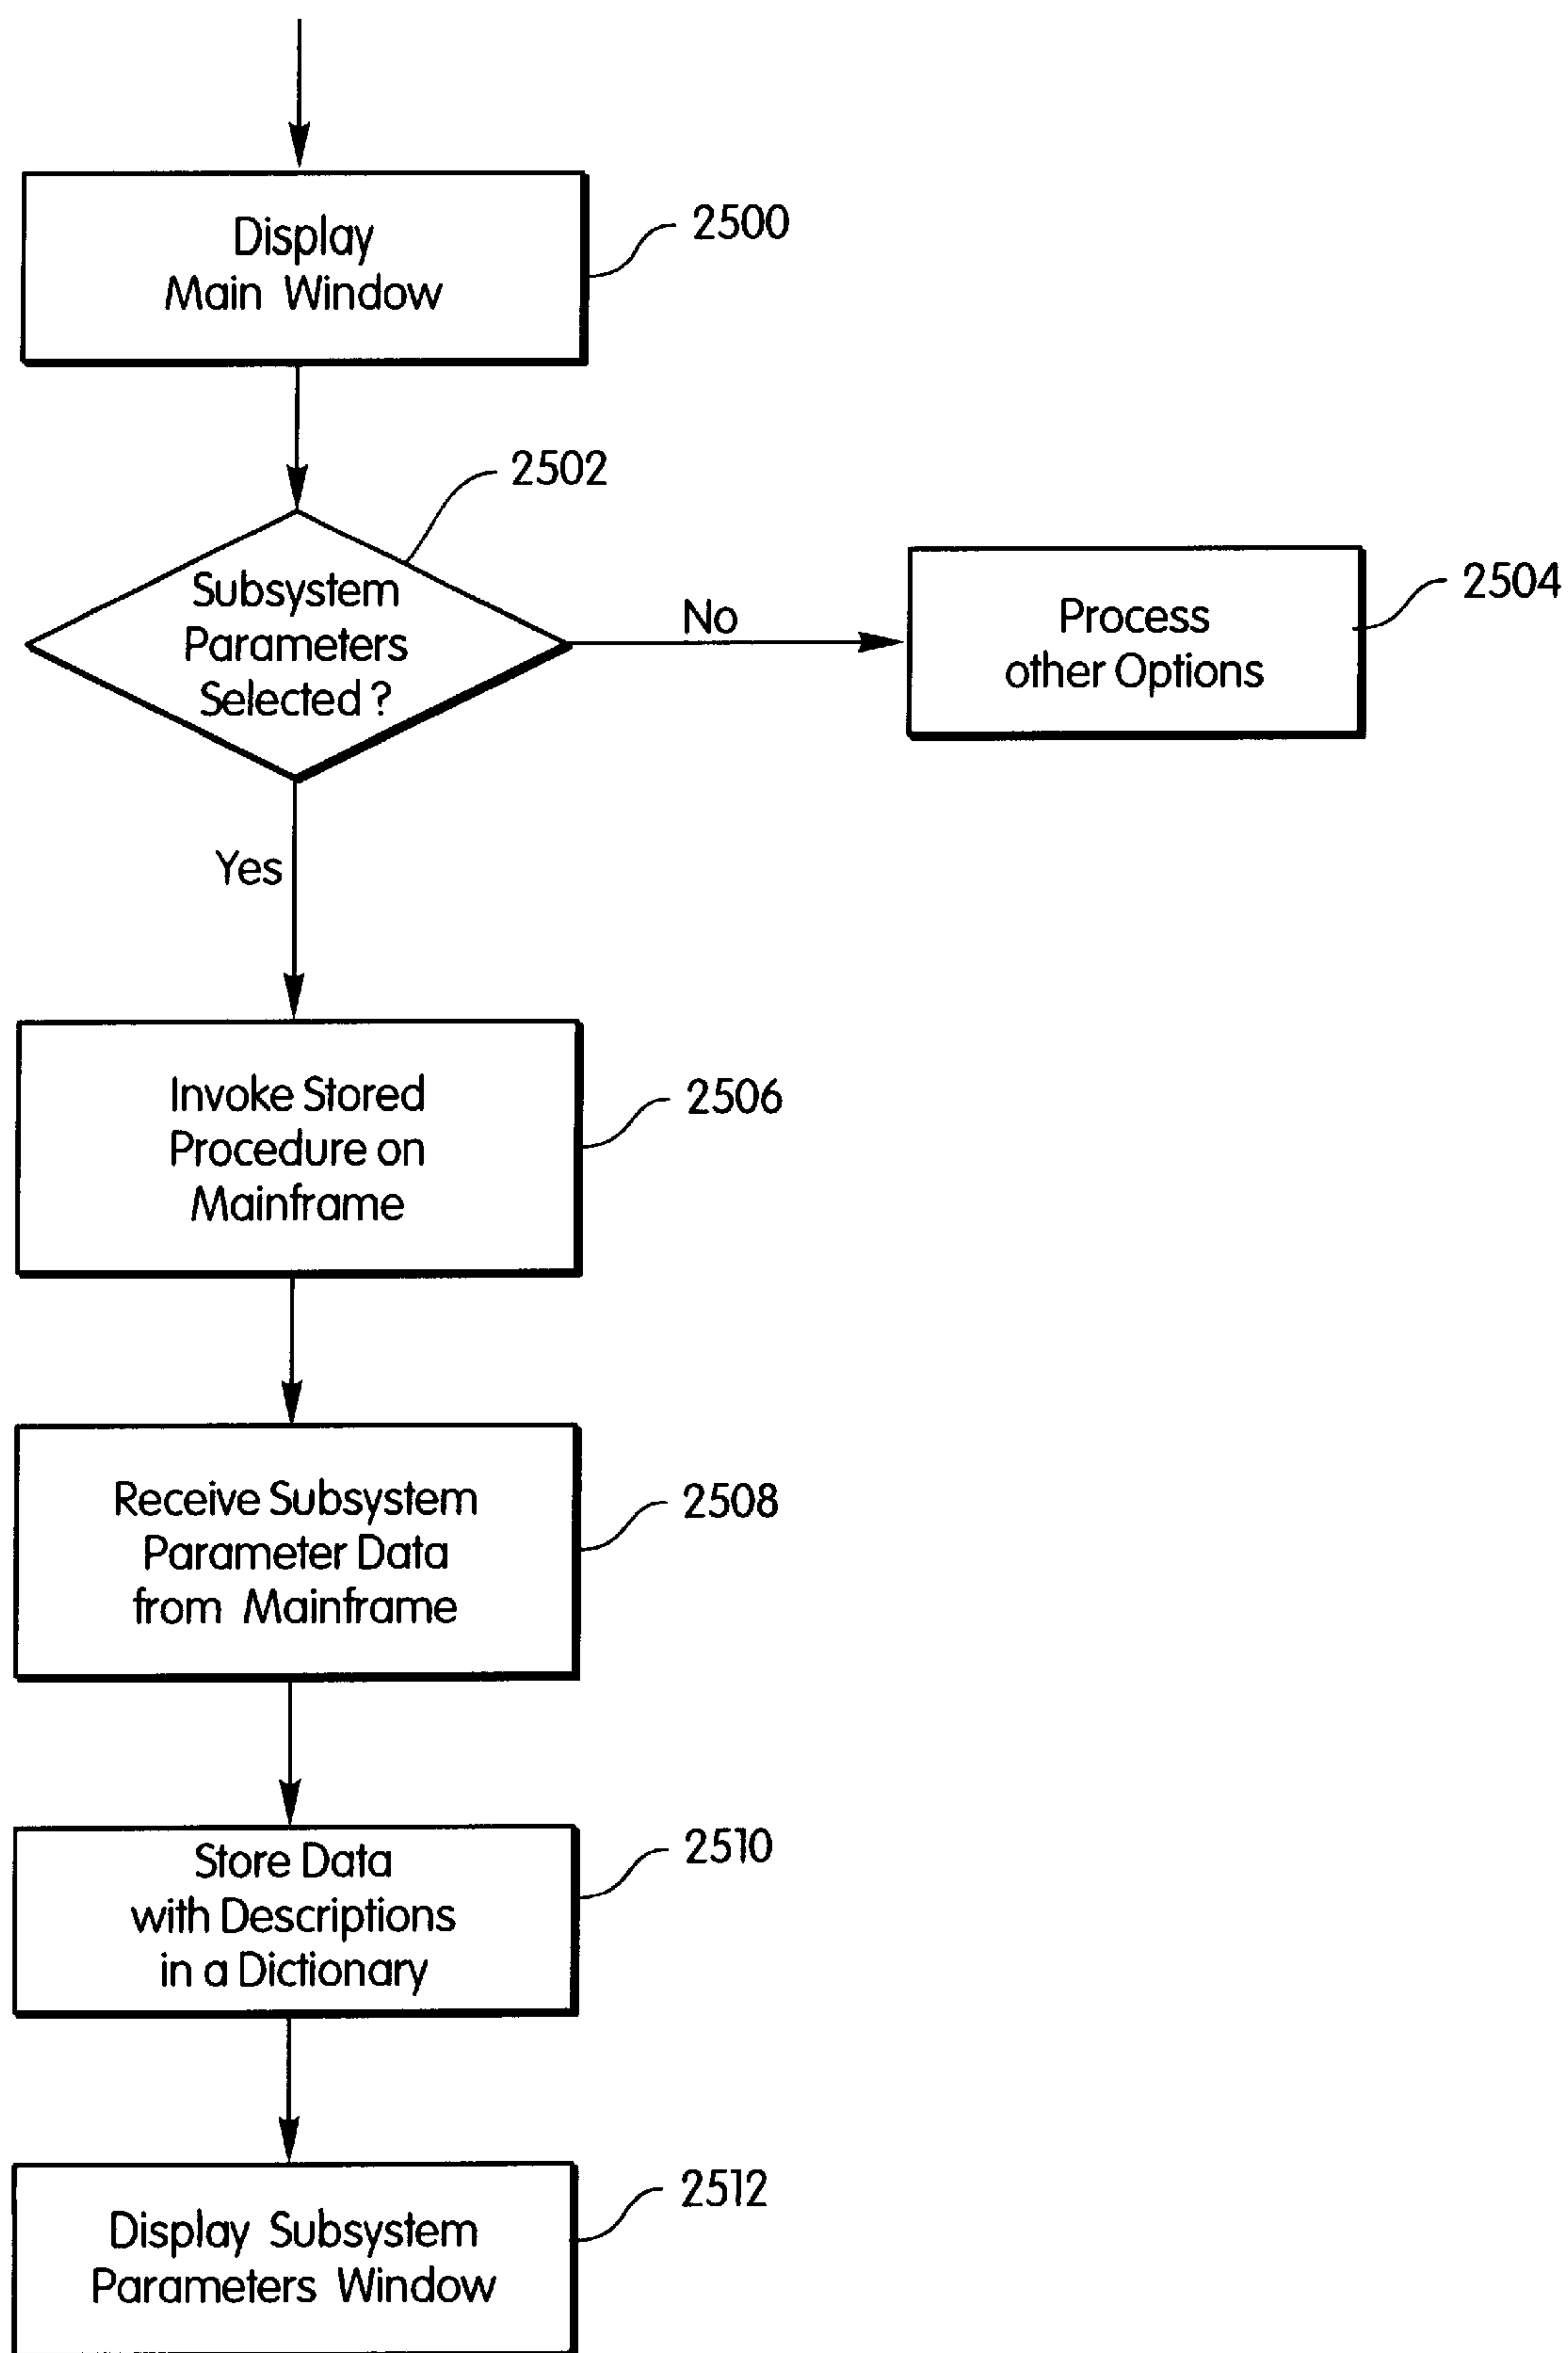 Display
Main Window
2500
2502
Subsystem
Parameters
Selected ?
No
Process
other Options
2504
Yes
Invoke Stored
Procedure on
Mainframe
2506
Receive Subsystem
Parameter Data
from Mainframe
2508
Store Data
with Descriptions
in a Dictionary
2510
Display Subsystem
Parameters Window
2512